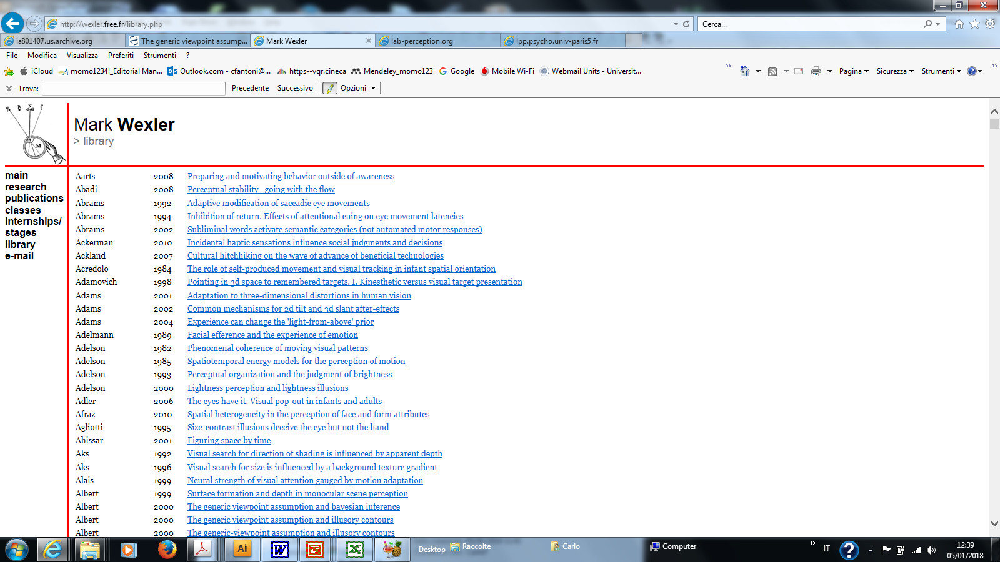 http://wexler.free.fr/library.php
Cerca...
ia801407.us.archive.org
The generic viewpoint assump...
Mark Wexler
lab-perception.org
lpp.psycho.univ-paris5.fr
File Modifica Visualizza Preferiti Strumenti ?
iCloud momo1234!_Editorial Man... Outlook.com - cfantoni@... https--vqr.cineca Mendeley_momo123 Google Mobile Wi-Fi Webmail Units - Universit... » Pagina Sicurezza Strumenti »
x Trova: Precedente Successivo Opzioni
Mark Wexler
> library
M
main
research
publications
classes
internships/
stages
library
e-mail
Aarts 2008 Preparing and motivating behavior outside of awareness
Abadi 2008 Perceptual stability--going with the flow
Abrams 1992 Adaptive modification of saccadic eye movements
Abrams 1994 Inhibition of return. Effects of attentional cuing on eye movement latencies
Abrams 2002 Subliminal words activate semantic categories (not automated motor responses)
Ackerman 2010 Incidental haptic sensations influence social judgments and decisions
Ackland 2007 Cultural hitchhiking on the wave of advance of beneficial technologies
Acredolo 1984 The role of self-produced movement and visual tracking in infant spatial orientation
Adamovich 1998 Pointing in 3d space to remembered targets. I. Kinesthetic versus visual target presentation
Adams 2001 Adaptation to three-dimensional distortions in human vision
Adams 2002 Common mechanisms for 2d tilt and 3d slant after-effects
Adams 2004 Experience can change the 'light-from-above' prior
Adelmann 1989 Facial efference and the experience of emotion
Adelson 1982 Phenomenal coherence of moving visual patterns
Adelson 1985 Spatiotemporal energy models for the perception of motion
Adelson 1993 Perceptual organization and the judgment of brightness
Adelson 2000 Lightness perception and lightness illusions
Adler 2006 The eyes have it. Visual pop-out in infants and adults
Afraz 2010 Spatial heterogeneity in the perception of face and form attributes
Agliotti 1995 Size-contrast illusions deceive the eye but not the hand
Ahissar 2001 Figuring space by time
Aks 1992 Visual search for direction of shading is influenced by apparent depth
Aks 1996 Visual search for size is influenced by a background texture gradient
Alais 1999 Neural strength of visual attention gauged by motion adaptation
Albert 1999 Surface formation and depth in monocular scene perception
Albert 2000 The generic viewpoint assumption and bayesian inference
Albert 2000 The generic viewpoint assumption and illusory contours
Albert 2000 The generic-viewpoint assumption and illusory contours
Ai W Desktop Raccolte Carlo Computer » IT ? 12:39
05/01/2018